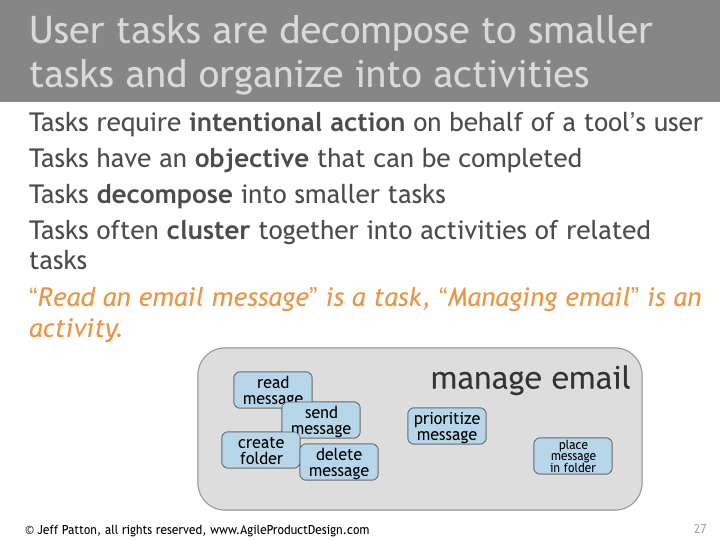 User tasks are decompose to smaller
tasks and organize into activities
Tasks require intentional action on behalf of a tool’s user
Tasks have an objective that can be completed
Tasks decompose into smaller tasks
Tasks often cluster together into activities of related
tasks
“Read an email message” is a task, “Managing email” is an
activity.
manage email
read
message
send
message
create
folder
delete
message
prioritize
message
place
message
in folder
© Jeff Patton, all rights reserved, www.AgileProductDesign.com
27